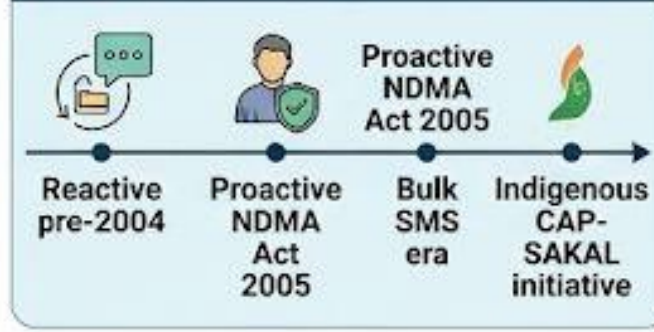 Reactive
pre-2004
Proactive
NDMA
Act
2005
Proactive
NDMA
Act 2005
Bulk
SMS
era
Indigenous
CAP-
SAKAL
initiative